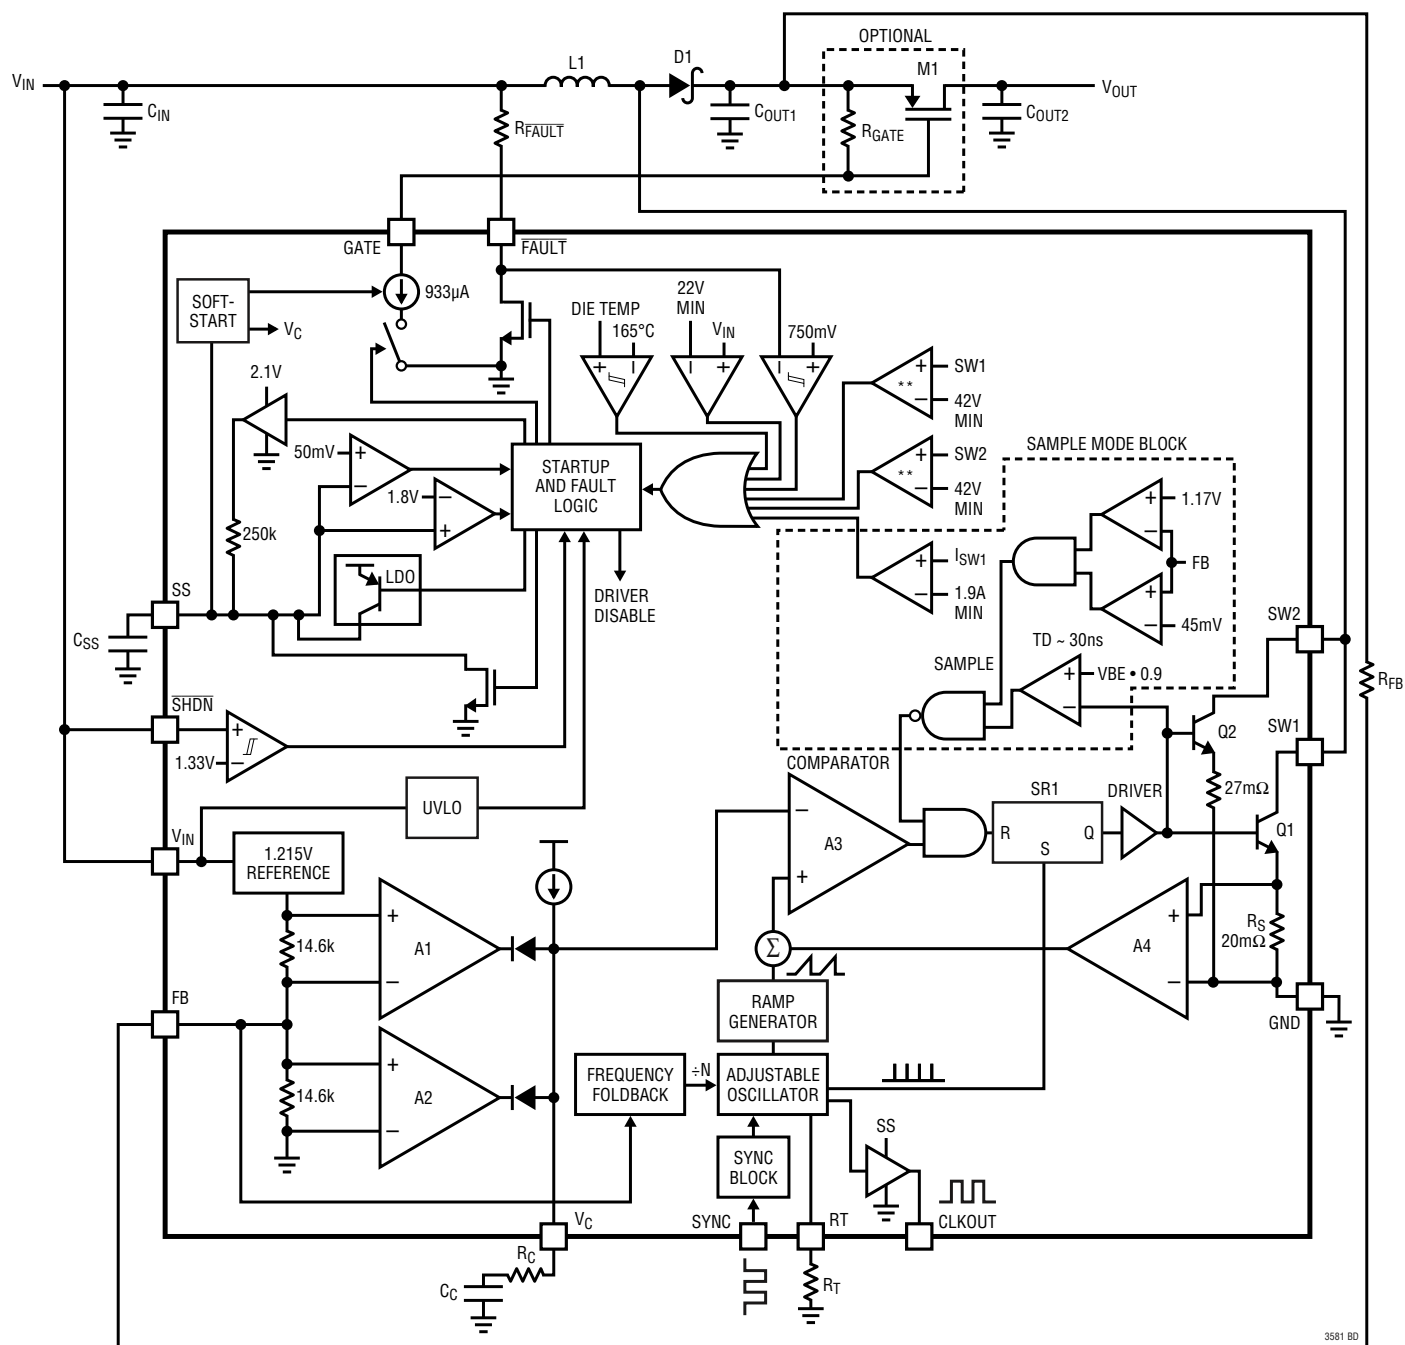 OPTIONAL
L1
D1
M1
VIN
CIN
RFAULT
COUT1
RGATE
COUT2
VOUT
GATE
FAULT
SOFT-
START
933µA
VC
DIE TEMP
165°C
22V
MIN
VIN
750mV
2.1V
SW1
42V
MIN
SW2
42V
MIN
SAMPLE MODE BLOCK
50mV
1.8V
STARTUP
AND FAULT
LOGIC
**
**
1.17V
FB
45mV
250k
LDO
DRIVER
DISABLE
ISW1
1.9A
MIN
SS
CSS
SAMPLE
TD ~ 30ns
VBE • 0.9
SW2
RFB
SHDN
1.33V
Q2
SW1
UVLO
COMPARATOR
SR1
DRIVER
27mΩ
VIN
1.215V
REFERENCE
A3
R
Q
S
Q1
14.6k
A1
Σ
A4
RS
20mΩ
FB
RAMP
GENERATOR
GND
14.6k
A2
FREQUENCY
FOLDBACK
÷N
ADJUSTABLE
OSCILLATOR
SYNC
BLOCK
SS
VC
SYNC
RT
CLKOUT
RC
CC
RT
3581 BD